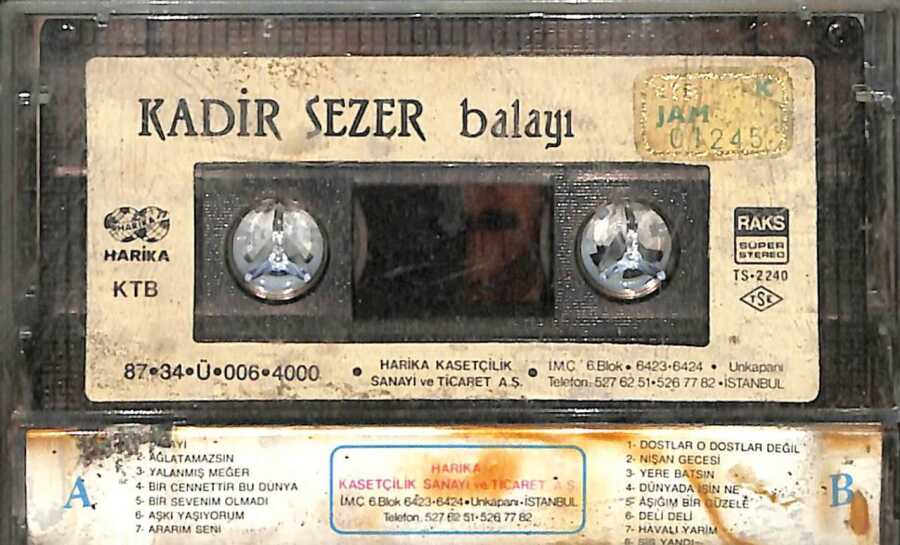 KADİR SEZER balayı
K
JAM
01245
HARİKA
HARİKA
KTB
RAKS
SÜPER
STEREO
TS-2240
TSE
87•34•Ü•006•4000
• HARİKA KASETÇİLİK
SANAYİ ve TİCARET A.Ş.
• İ.M.Ç 6.Blok • 6423•6424 • Unkapanı
Telefon: 527 62 51•526 77 82 •İSTANBUL
A
2- AĞLATAMAZSIN
3- YALANMIŞ MEĞER
4- BİR CENNETTİR BU DUNYA
5- BİR SEVENİM OLMADI
6- AŞKI YAŞIYORUM
7- ARARIM SENİ
HARİKA
KASETÇİLİK SANAYİ ve TİCARET A.Ş.
İ.M.Ç. 6.Blok 6423•6424•Unkapanı•İSTANBUL
Telefon: 527 62 51•526 77 82
1- DOSTLAR O DOSTLAR DEĞİL
2- NİŞAN GECESİ
3- YERE BATSIN
4- DÜNYADA İŞİN NE
5- AŞIĞIM BİR GÜZELE
6- DELİ DELİ
7- HAVALI YARİM
B